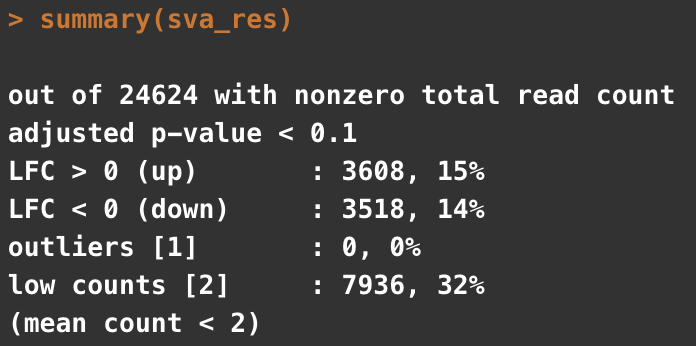 > summary(sva_res)
out of 24624 with nonzero total read count
adjusted p-value < 0.1
LFC > 0 (up)       : 3608, 15%
LFC < 0 (down)     : 3518, 14%
outliers [1]       : 0, 0%
low counts [2]     : 7936, 32%
(mean count < 2)